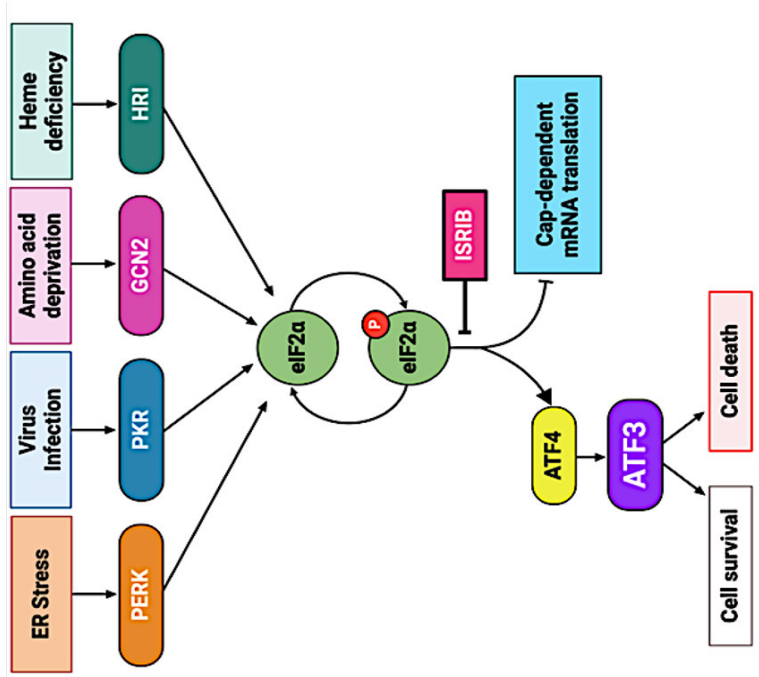 ER Stress
Virus
Infection
Amino acid
deprivation
Heme
deficiency
PERK
PKR
GCN2
HRI
eIF2α
P
eIF2α
ISRIB
Cap-dependent
mRNA translation
ATF4
ATF3
Cell survival
Cell death